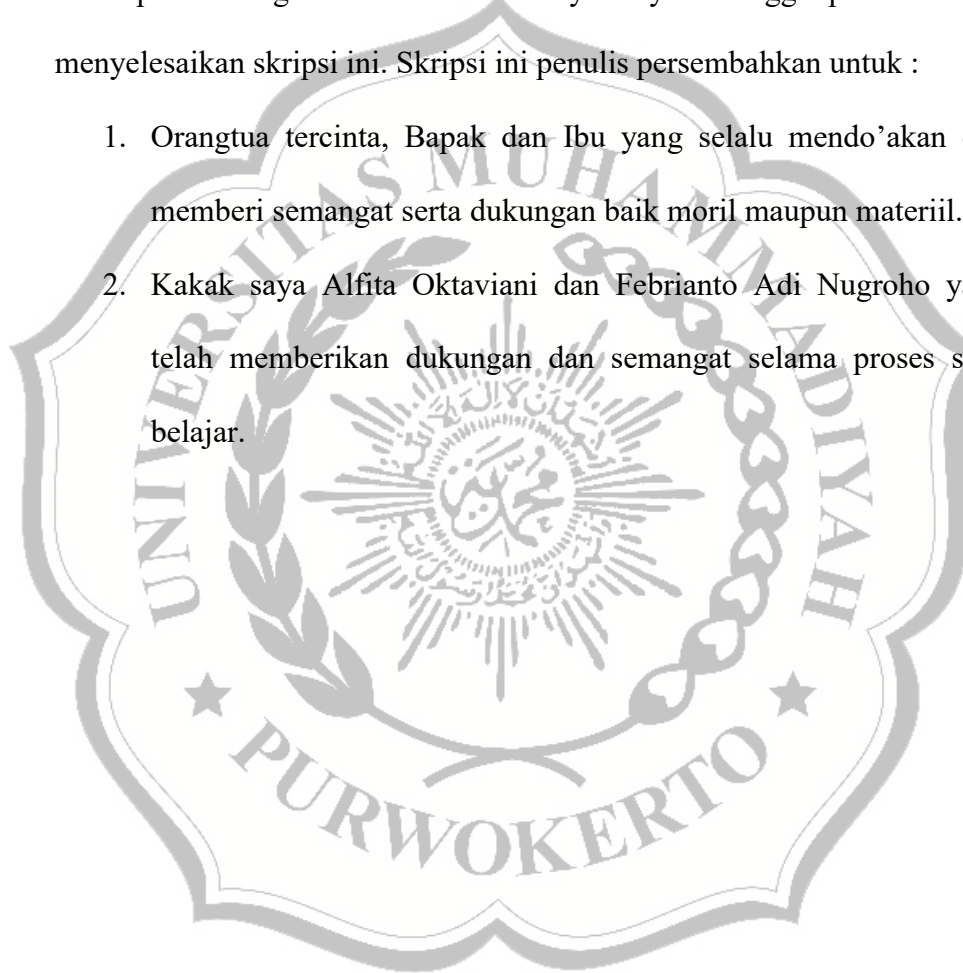 menyelesaikan skripsi ini. Skripsi ini penulis persembahkan untuk :
1. Orangtua tercinta, Bapak dan Ibu yang selalu mendo’akan
memberi semangat serta dukungan baik moril maupun materiil.
2. Kakak saya Alfita Oktaviani dan Febrianto Adi Nugroho ya
telah memberikan dukungan dan semangat selama proses s
belajar.
UNIVERSITAS MUHAMMADIYAH
PURWOKERTO